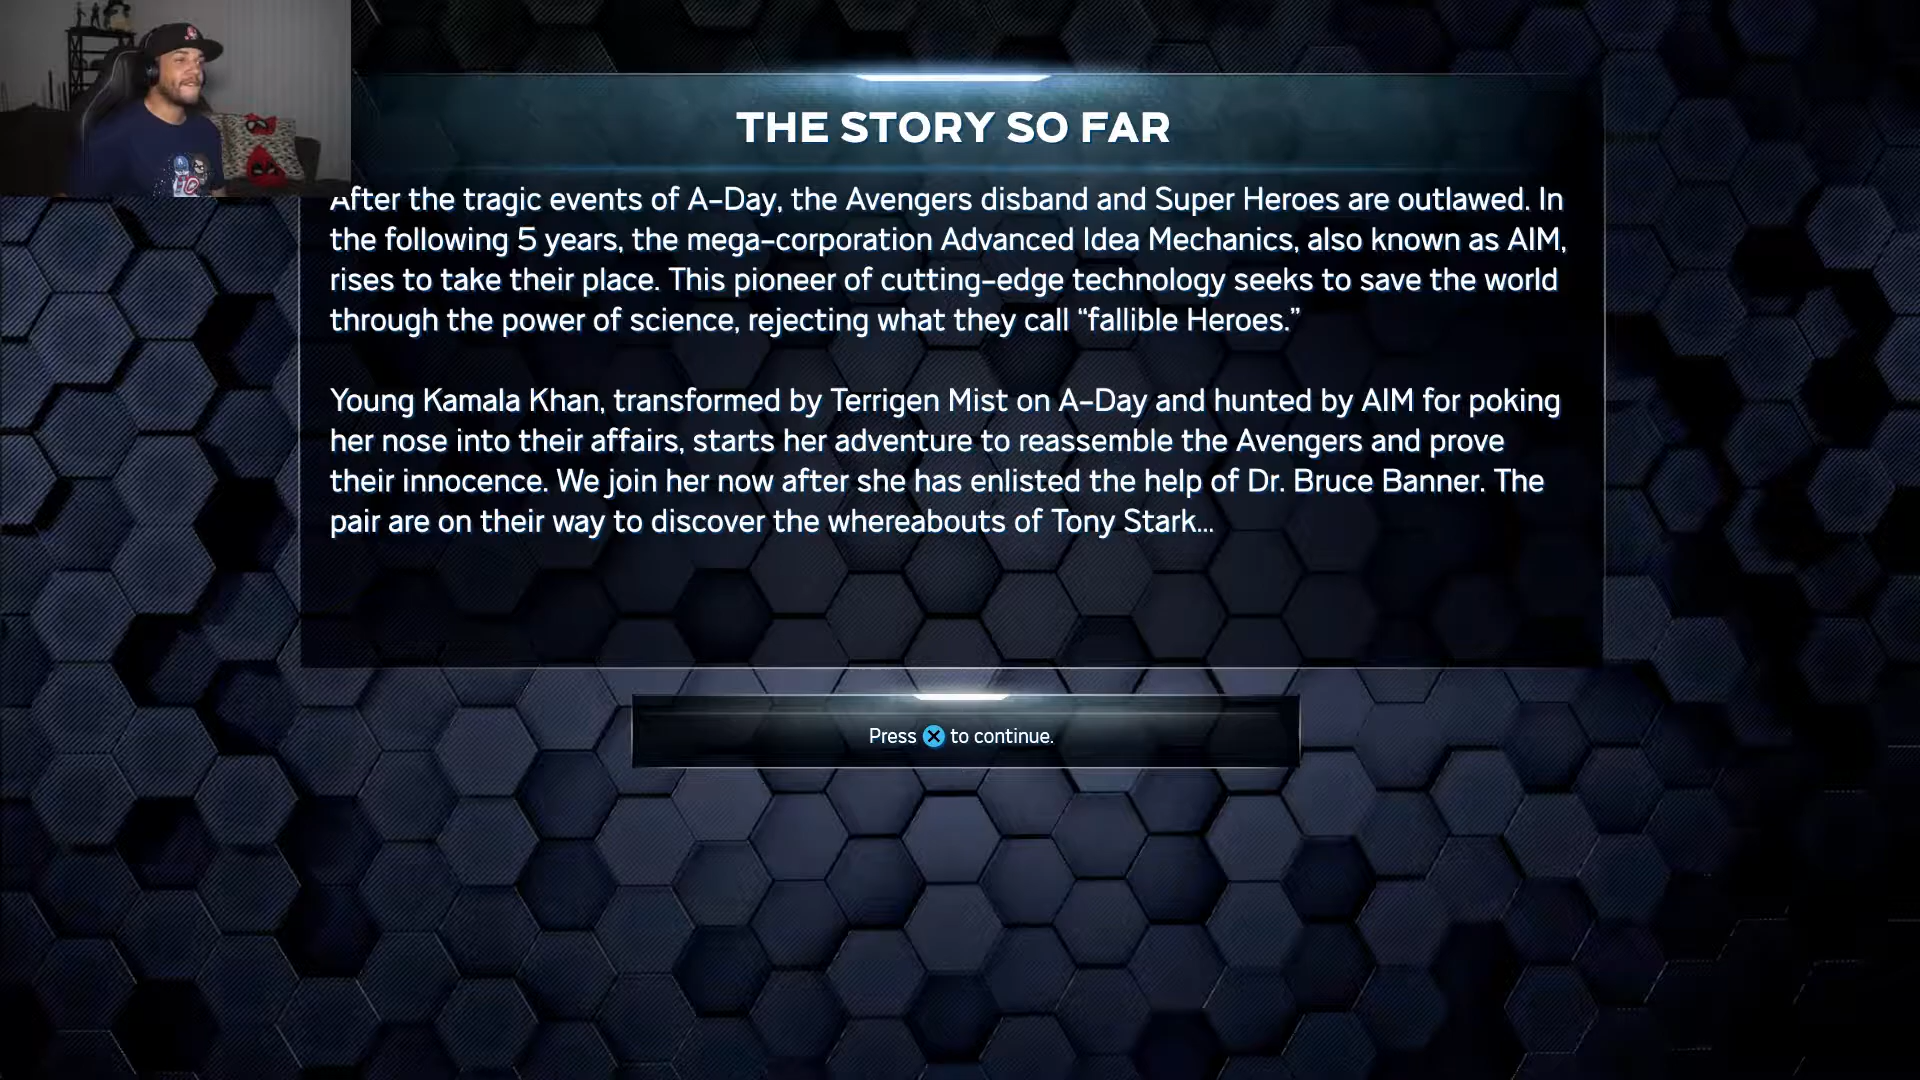 THE STORY SO FAR
After the tragic events of A-Day, the Avengers disband and Super Heroes are outlawed. In
the following 5 years, the mega-corporation Advanced Idea Mechanics, also known as AIM,
rises to take their place. This pioneer of cutting-edge technology seeks to save the world
through the power of science, rejecting what they call “fallible Heroes.”
Young Kamala Khan, transformed by Terrigen Mist on A-Day and hunted by AIM for poking
her nose into their affairs, starts her adventure to reassemble the Avengers and prove
their innocence. We join her now after she has enlisted the help of Dr. Bruce Banner. The
pair are on their way to discover the whereabouts of Tony Stark...
Press ⓧ to continue.